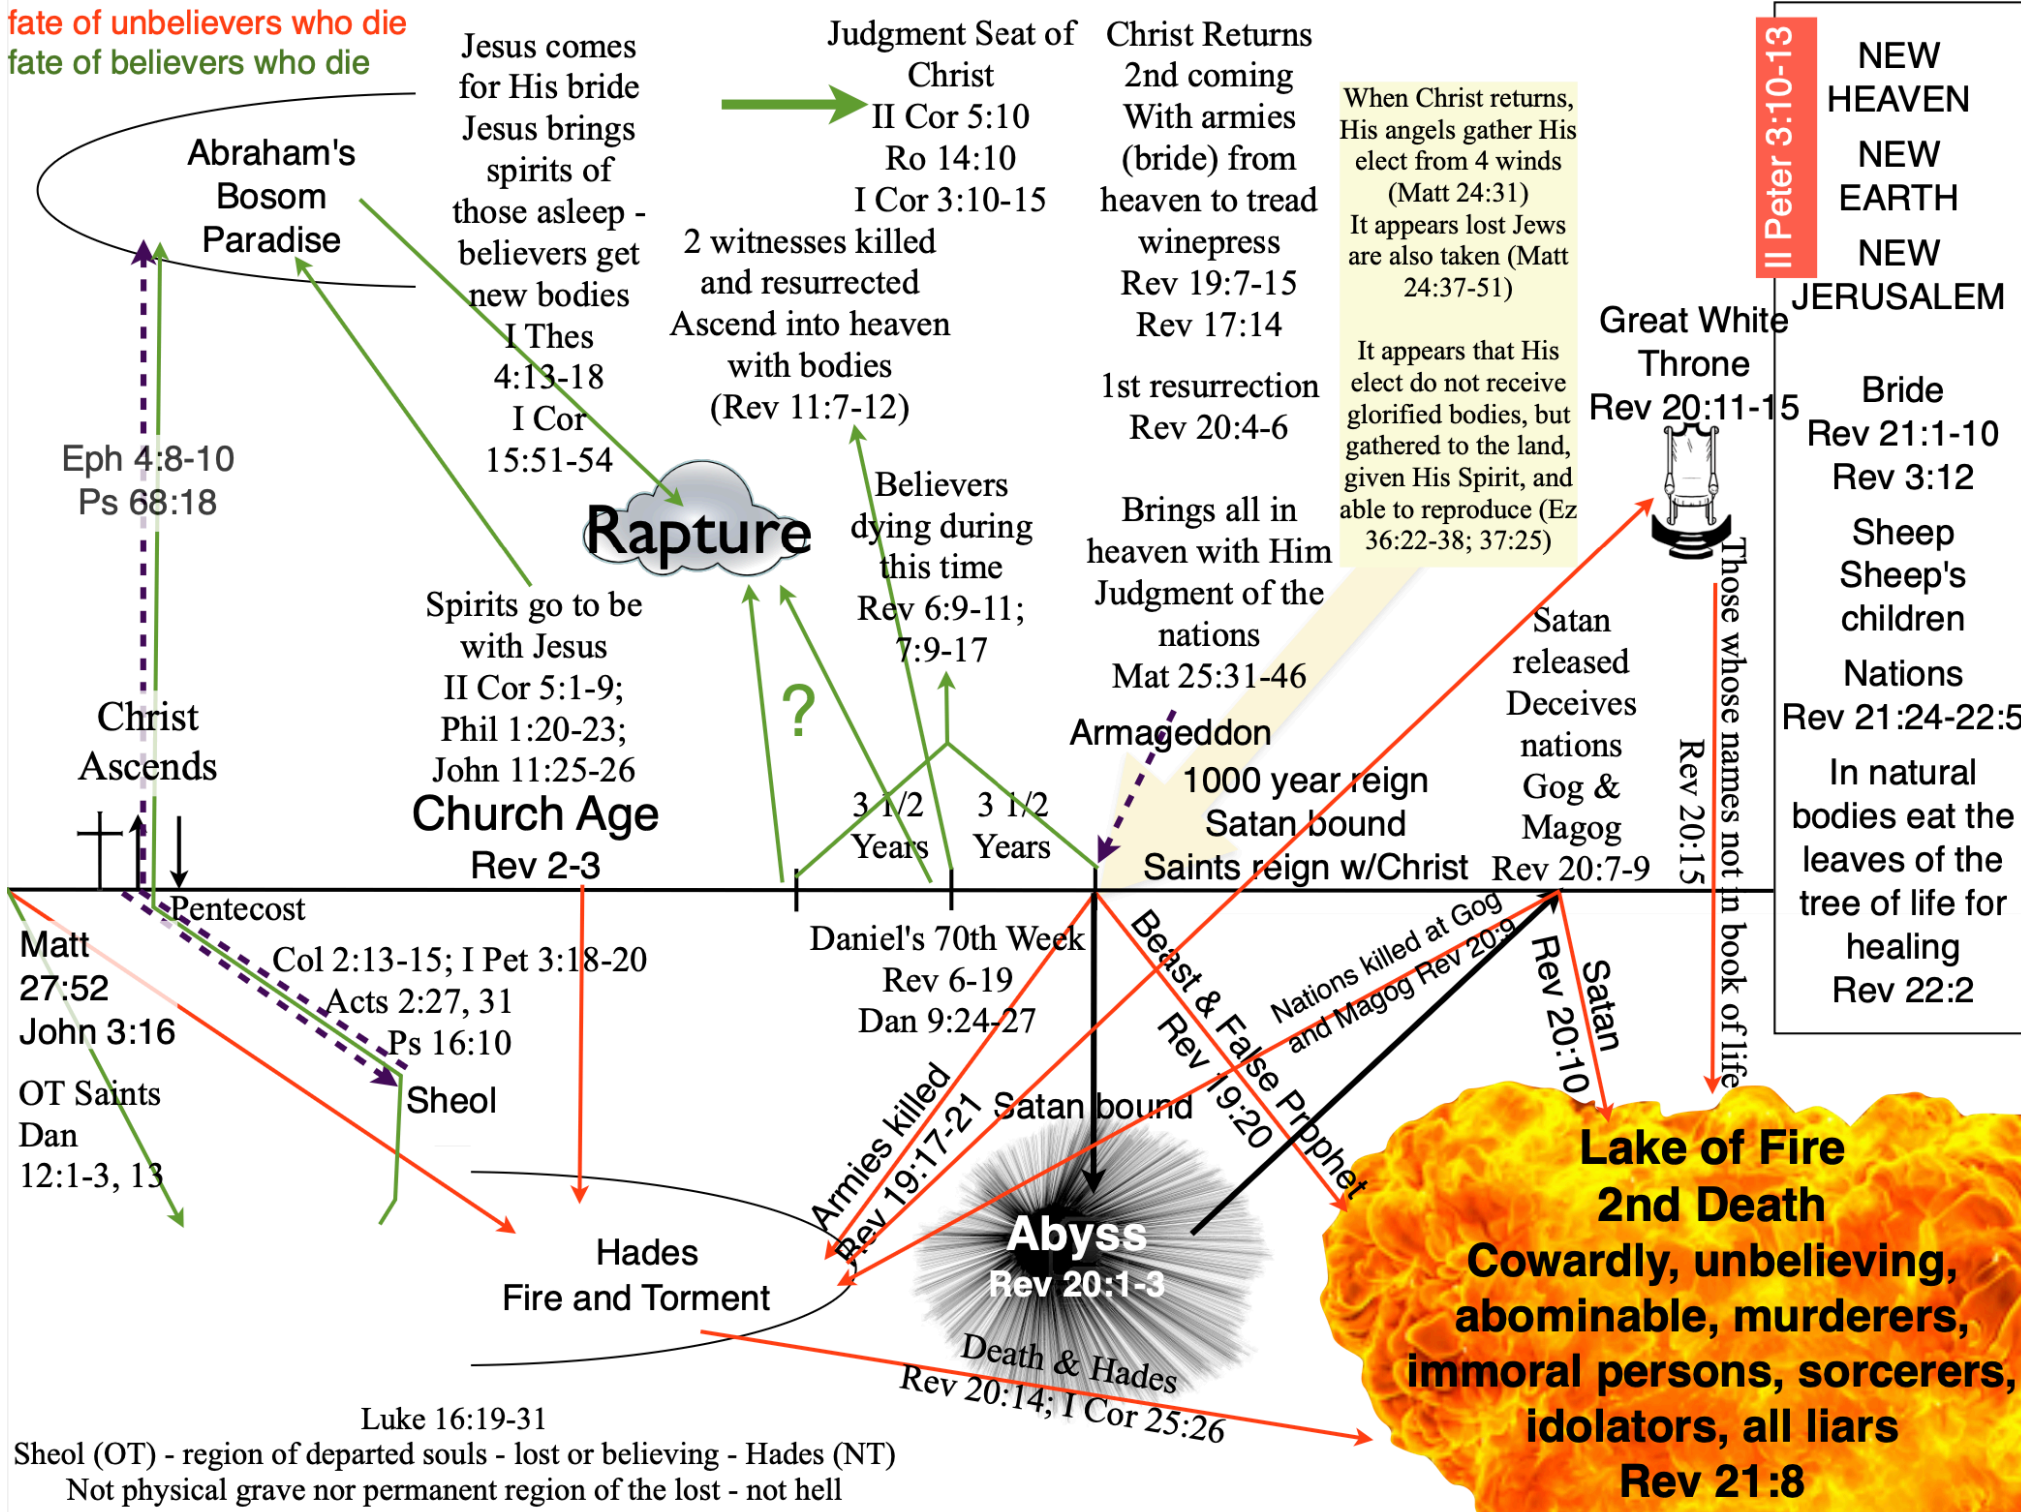 fate of unbelievers who die
fate of believers who die
Abraham's
Bosom
Paradise
Jesus comes
for His bride
Jesus brings
spirits of
those asleep -
believers get
new bodies
I Thes
4:13-18
I Cor
15:51-54
Judgment Seat of
Christ
II Cor 5:10
Ro 14:10
I Cor 3:10-15
2 witnesses killed
and resurrected
Ascend into heaven
with bodies
(Rev 11:7-12)
Christ Returns
2nd coming
With armies
(bride) from
heaven to tread
winepress
Rev 19:7-15
Rev 17:14
1st resurrection
Rev 20:4-6
Brings all in
heaven with Him
Judgment of the
nations
Mat 25:31-46
When Christ returns,
His angels gather His
elect from 4 winds
(Matt 24:31)
It appears lost Jews
are also taken (Matt
24:37-51)
It appears that His
elect do not receive
glorified bodies, but
gathered to the land,
given His Spirit, and
able to reproduce (Ez
36:22-38; 37:25)
II Peter 3:10-13
NEW
HEAVEN
NEW
EARTH
NEW
JERUSALEM
Bride
Rev 21:1-10
Rev 3:12
Sheep
Sheep's
children
Nations
Rev 21:24-22:5
In natural
bodies eat the
leaves of the
tree of life for
healing
Rev 22:2
Great White
Throne
Rev 20:11-15
Those whose names not in book of life
Rev 20:15
Eph 4:8-10
Ps 68:18
Rapture
Believers
dying during
this time
Rev 6:9-11;
7:9-17
Spirits go to be
with Jesus
II Cor 5:1-9;
Phil 1:20-23;
John 11:25-26
?
Christ
Ascends
Church Age
Rev 2-3
3 1/2
Years
3 1/2
Years
Armageddon
1000 year reign
Satan bound
Saints reign w/Christ
Satan
released
Deceives
nations
Gog &
Magog
Rev 20:7-9
Pentecost
Matt
27:52
John 3:16
OT Saints
Dan
12:1-3, 13
Col 2:13-15; I Pet 3:18-20
Acts 2:27, 31
Ps 16:10
Sheol
Daniel's 70th Week
Rev 6-19
Dan 9:24-27
Armies killed
Rev 19:17-21
Satan bound
Beast & False Prophet
Rev 19:20
Nations killed at Gog
and Magog Rev 20:9
Satan
Rev 20:10
Hades
Fire and Torment
Abyss
Rev 20:1-3
Death & Hades
Rev 20:14; I Cor 25:26
Lake of Fire
2nd Death
Cowardly, unbelieving,
abominable, murderers,
immoral persons, sorcerers,
idolators, all liars
Rev 21:8
Luke 16:19-31
Sheol (OT) - region of departed souls - lost or believing - Hades (NT)
Not physical grave nor permanent region of the lost - not hell